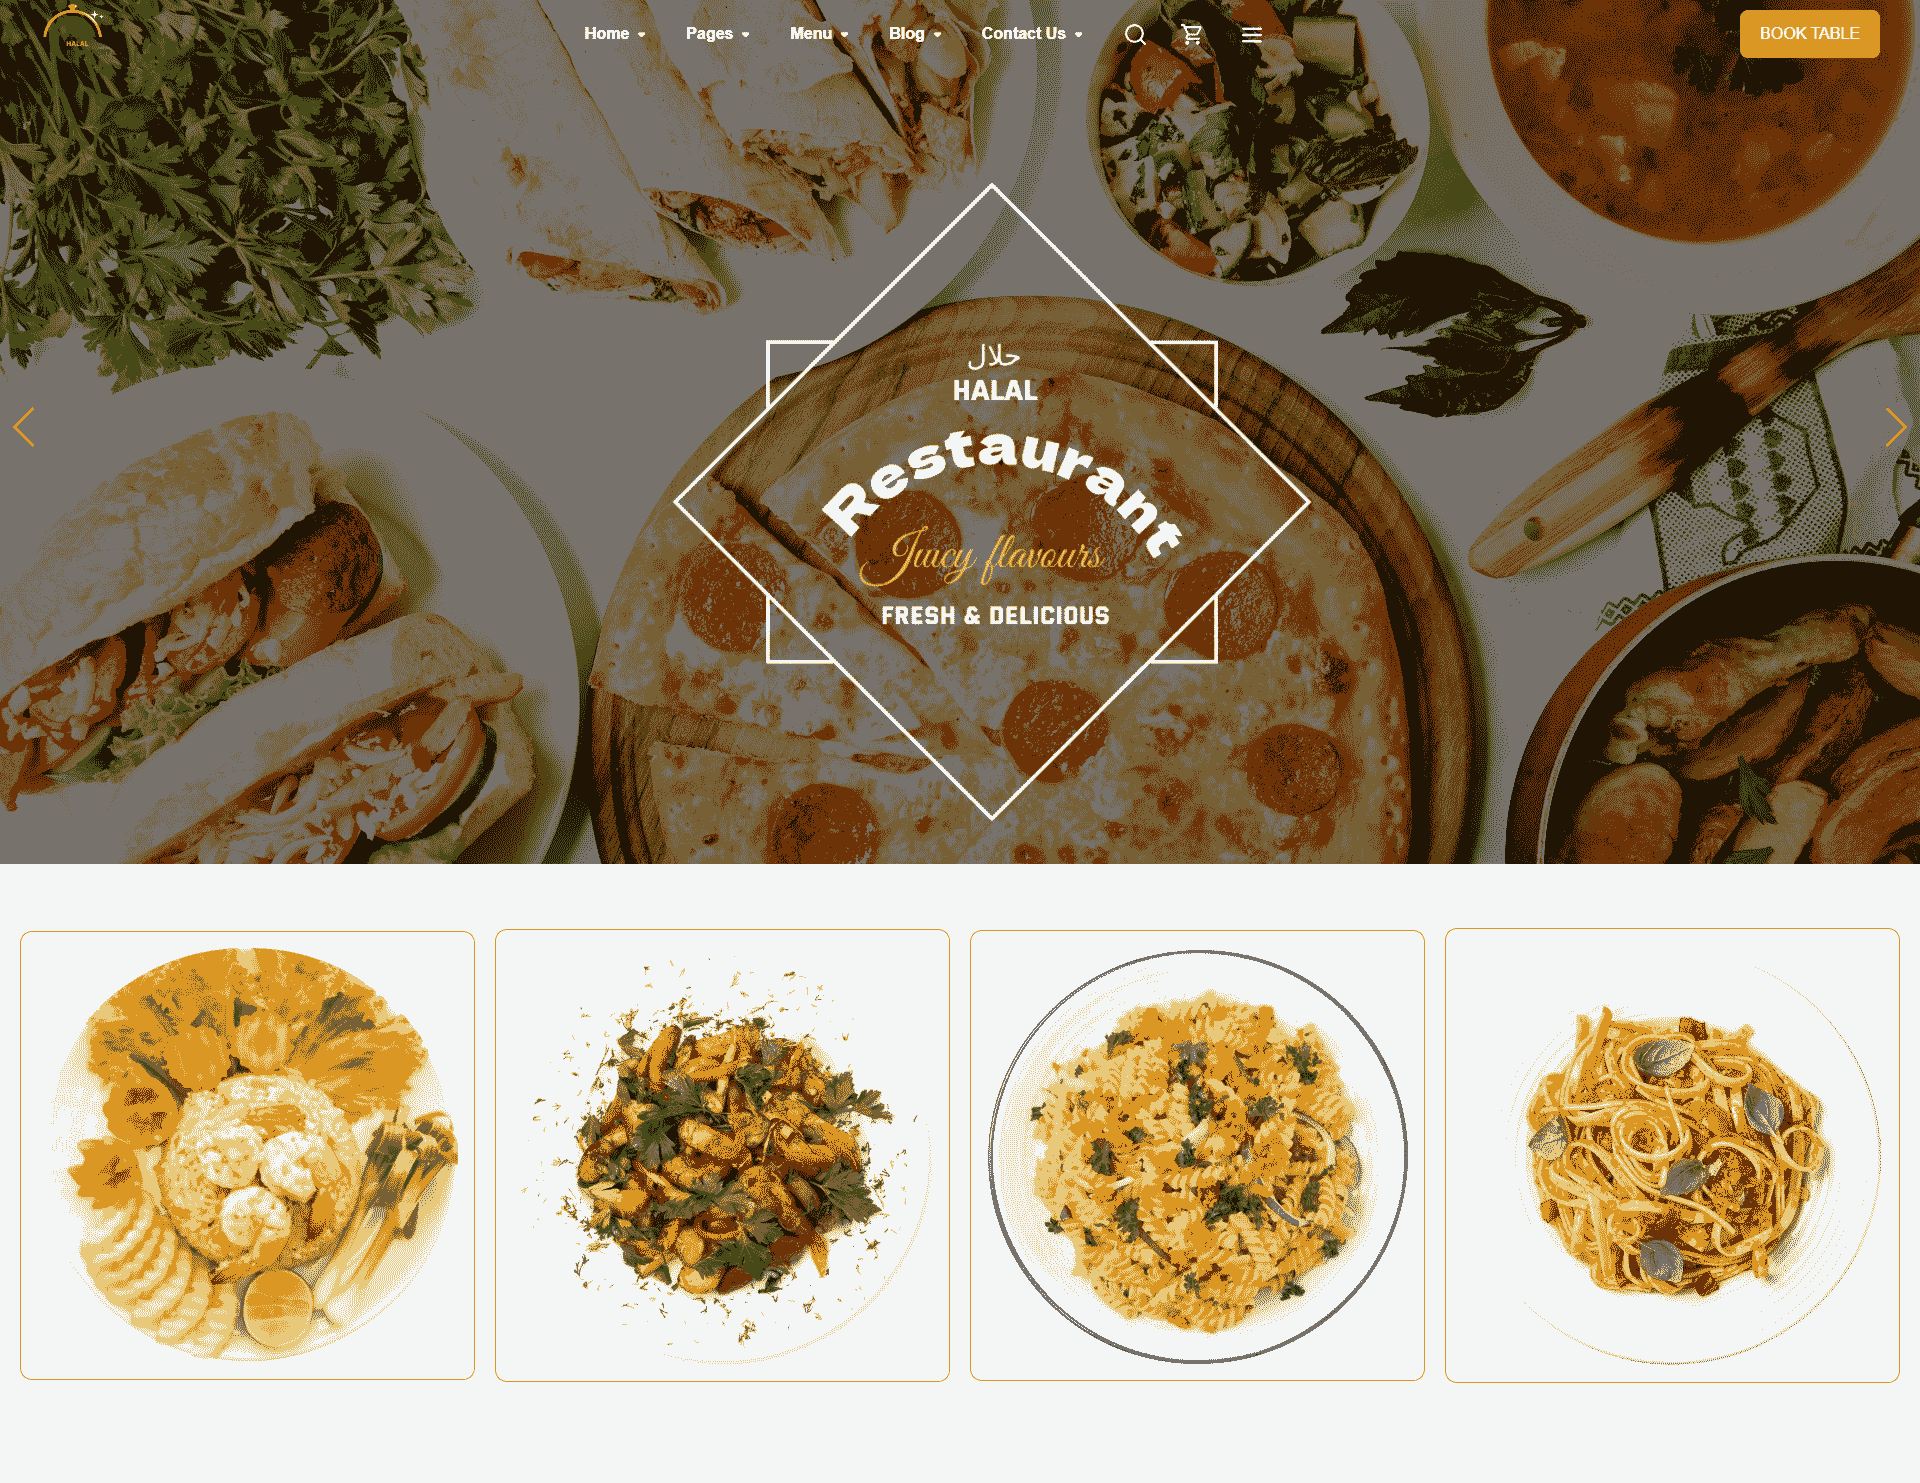 HALAL
Home
Pages
Menu
Blog
Contact Us
BOOK TABLE
حلال
HALAL
Restaurant
Juicy flavours
FRESH & DELICIOUS